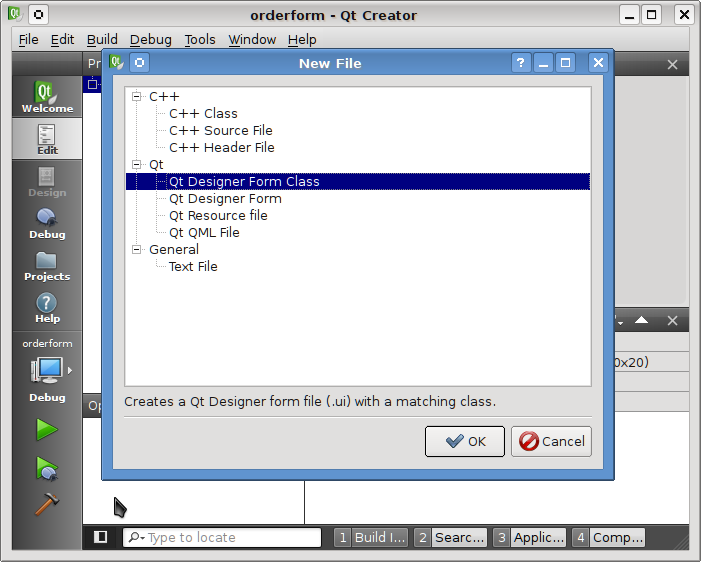 orderform - Qt Creator
File Edit Build Debug Tools Window Help
New File
?
C++
C++ Class
C++ Source File
C++ Header File
Qt
Qt Designer Form Class
Qt Designer Form
Qt Resource file
Qt QML File
General
Text File
Creates a Qt Designer form file (.ui) with a matching class.
OK Cancel
Pr
Qt
Welcome
Edit
Design
Debug
Projects
Help
orderform
Debug
Op
0x20)
Type to locate 1 Build I... 2 Searc... 3 Applic... 4 Comp...